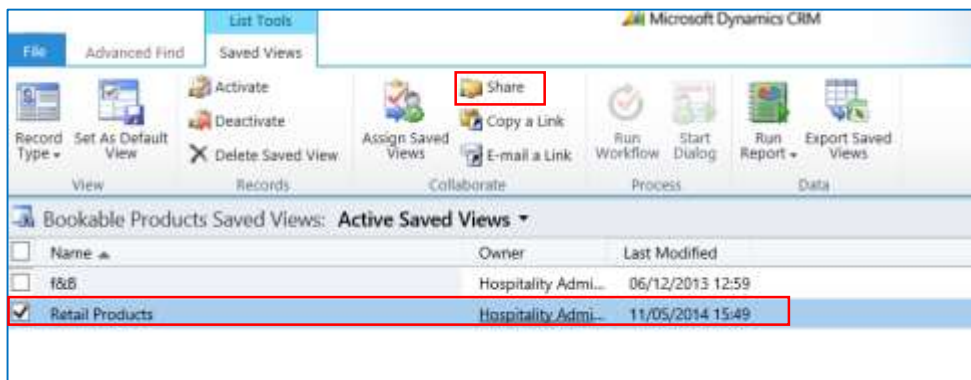 List Tools
Microsoft Dynamics CRM
File Advanced Find Saved Views
Activate
Deactivate
Delete Saved View
Record Type
Set As Default View
Assign Saved Views
Share
Copy a Link
E-mail a Link
Run Workflow
Start Dialog
Run Report
Export Saved Views
View Records Collaborate Process Data
Bookable Products Saved Views: Active Saved Views
Name Owner Last Modified
f&B Hospitality Admi... 06/12/2013 12:59
Retail Products Hospitality Admi... 11/05/2014 15:49